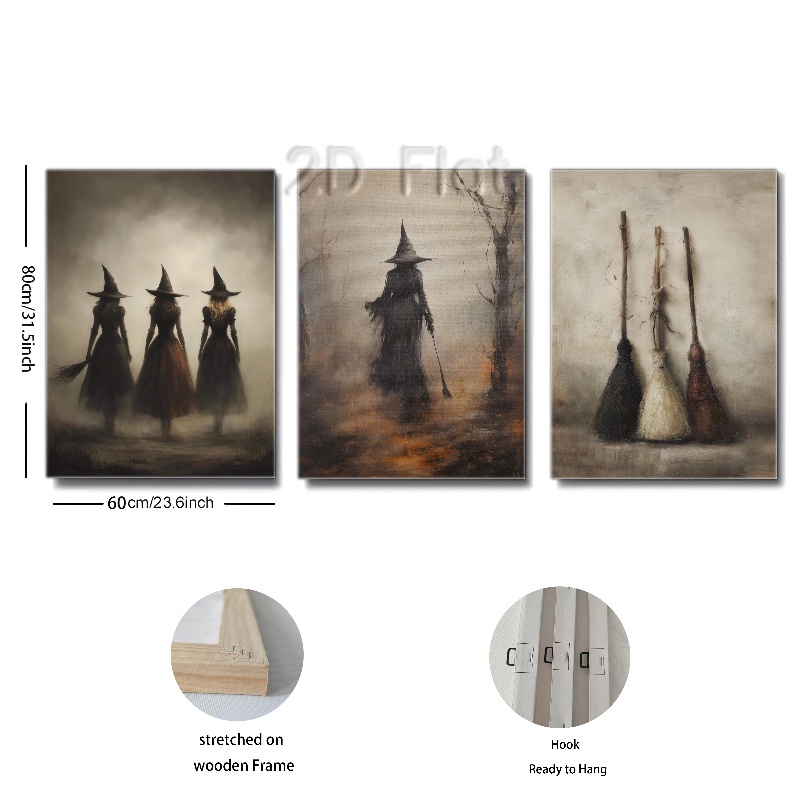 2D Flat
80cm/31.5inch
60cm/23.6inch
stretched on
wooden Frame
Hook
Ready to Hang